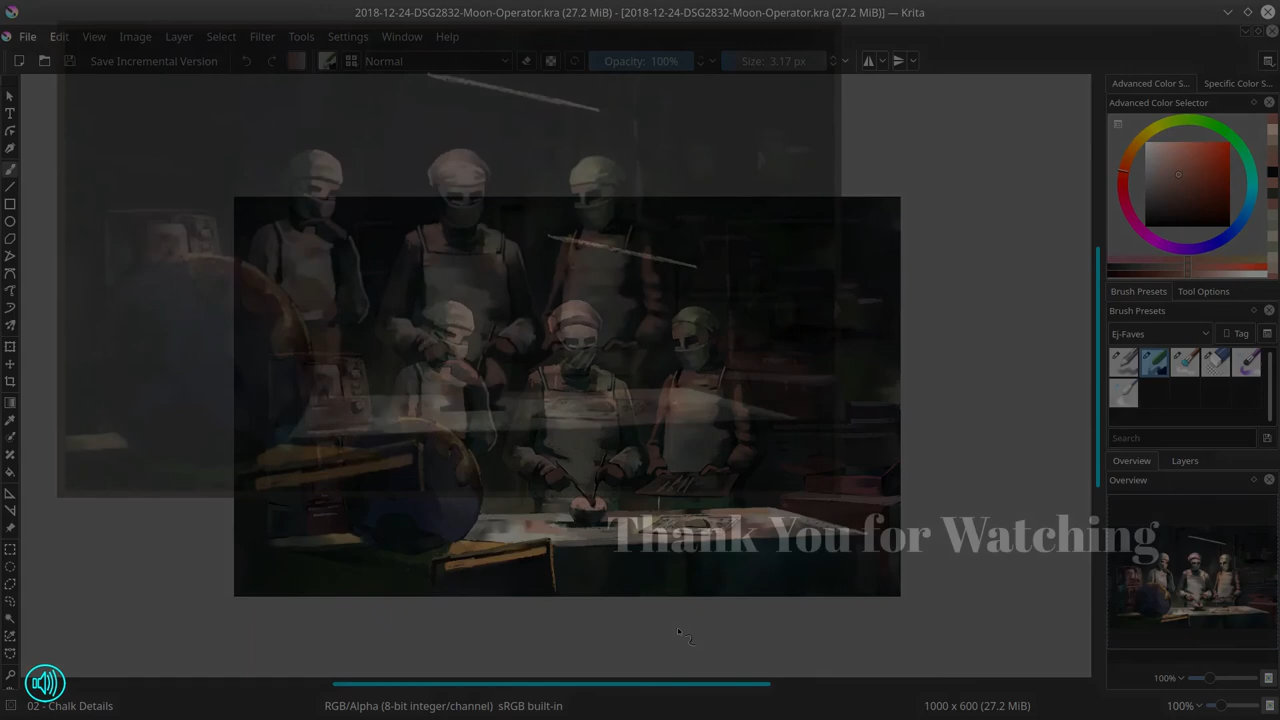 2018-12-24-DSG2832-Moon-Operator.kra (27.2 MiB) - [2018-12-24-DSG2832-Moon-Operator.kra (27.2 MiB)] — Krita
File Edit View Image Layer Select Filter Tools Settings Window Help
Save Incremental Version Normal Opacity: 100% Size: 3.17 px
Advanced Color S... Specific Color S...
Advanced Color Selector
Brush Presets Tool Options
Brush Presets
Ej-Faves Tag
Search
Overview Layers
Overview
Thank You for Watching
100%
02 - Chalk Details RGB/Alpha (8-bit integer/channel) sRGB built-in 1000 x 600 (27.2 MiB) 100%